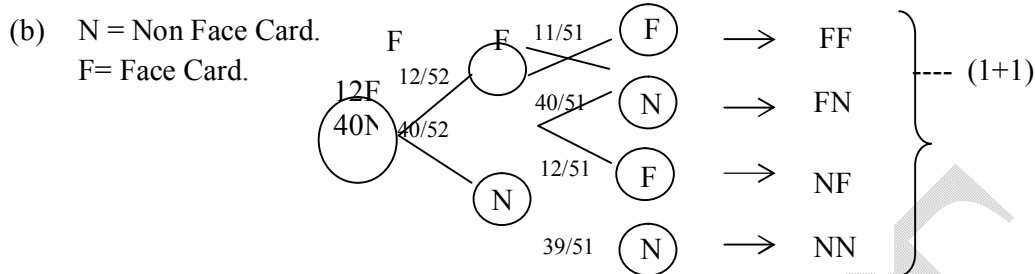 (b) N = Non Face Card.
F= Face Card.
F
F
11/51
F
FF
(1+1)
12/52
12F
40N
40/52
40/51
N
FN
12/51
F
NF
N
39/51
N
NN